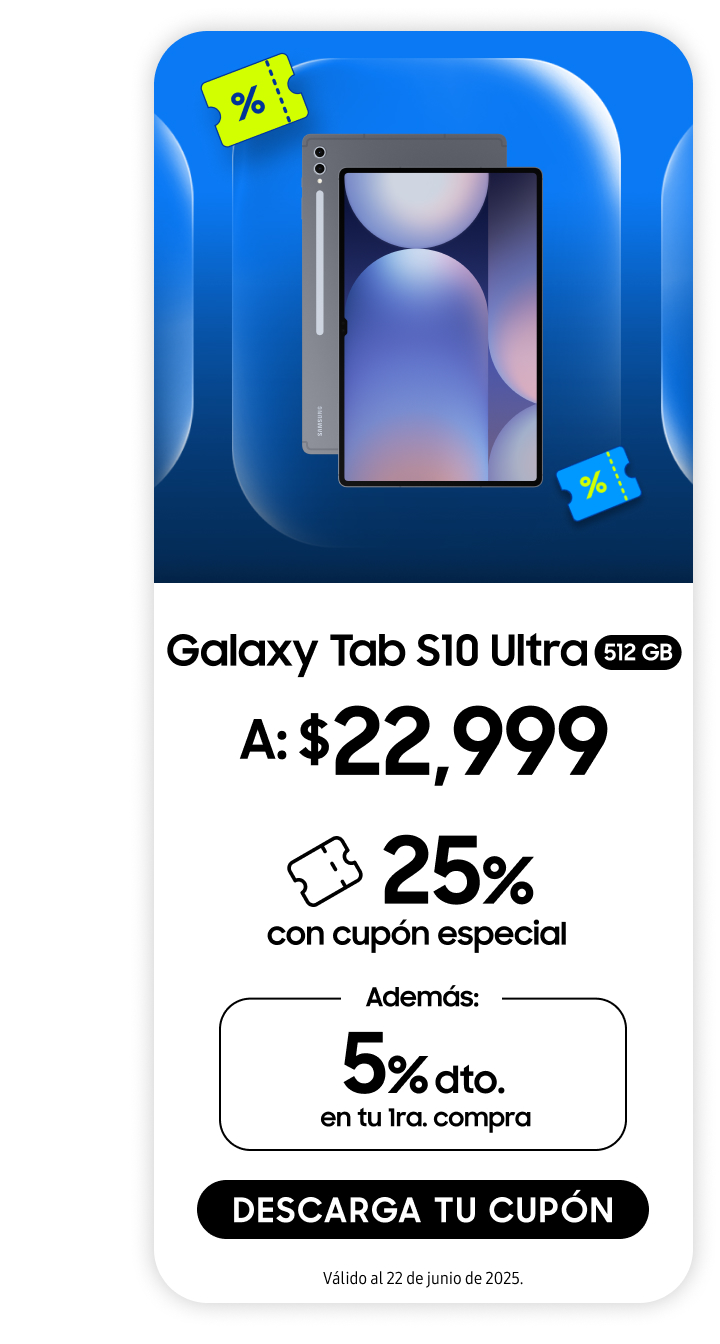 %
SAMSUNG
%
Galaxy Tab S10 Ultra 512 GB
A: $22,999
25%
con cupón especial
Además:
5% dto.
en tu 1ra. compra
DESCARGA TU CUPÓN
Válido al 22 de junio de 2025.